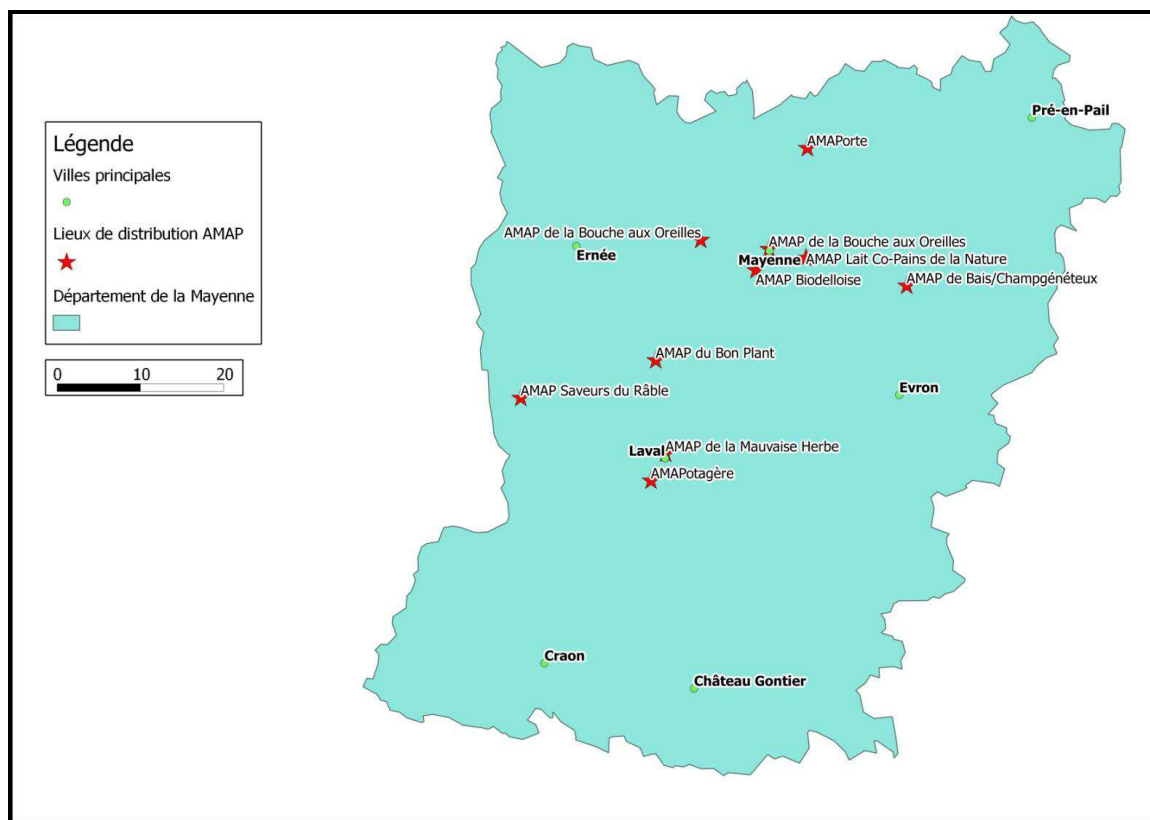 Légende
Villes principales
Lieux de distribution AMAP
Département de la Mayenne
0 10 20
Pré-en-Pail
AMAPorte
AMAP de la Bouche aux Oreilles
Ernée
AMAP de la Bouche aux Oreilles
Mayenne
AMAP Lait Co-Pains de la Nature
AMAP Biodelloise
AMAP de Bais/Champgénéteux
AMAP du Bon Plant
AMAP Saveurs du Râble
Evron
AMAP de la Mauvaise Herbe
Laval
AMAPotagère
Craon
Château Gontier